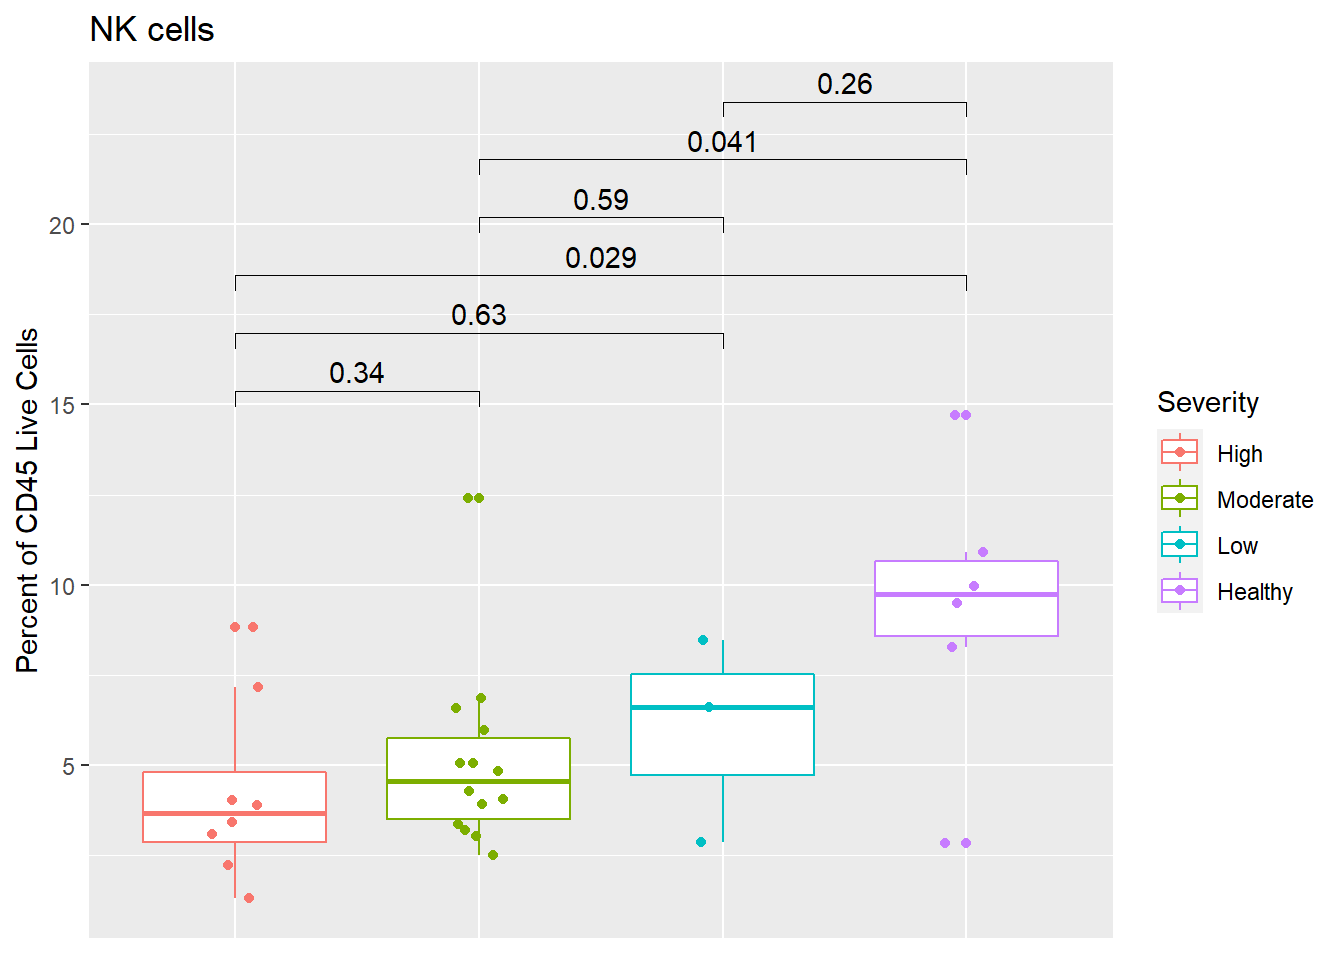 NK cells
0.26
0.041
0.59
0.029
0.63
0.34
20
15
10
5
Percent of CD45 Live Cells
Severity
High
Moderate
Low
Healthy